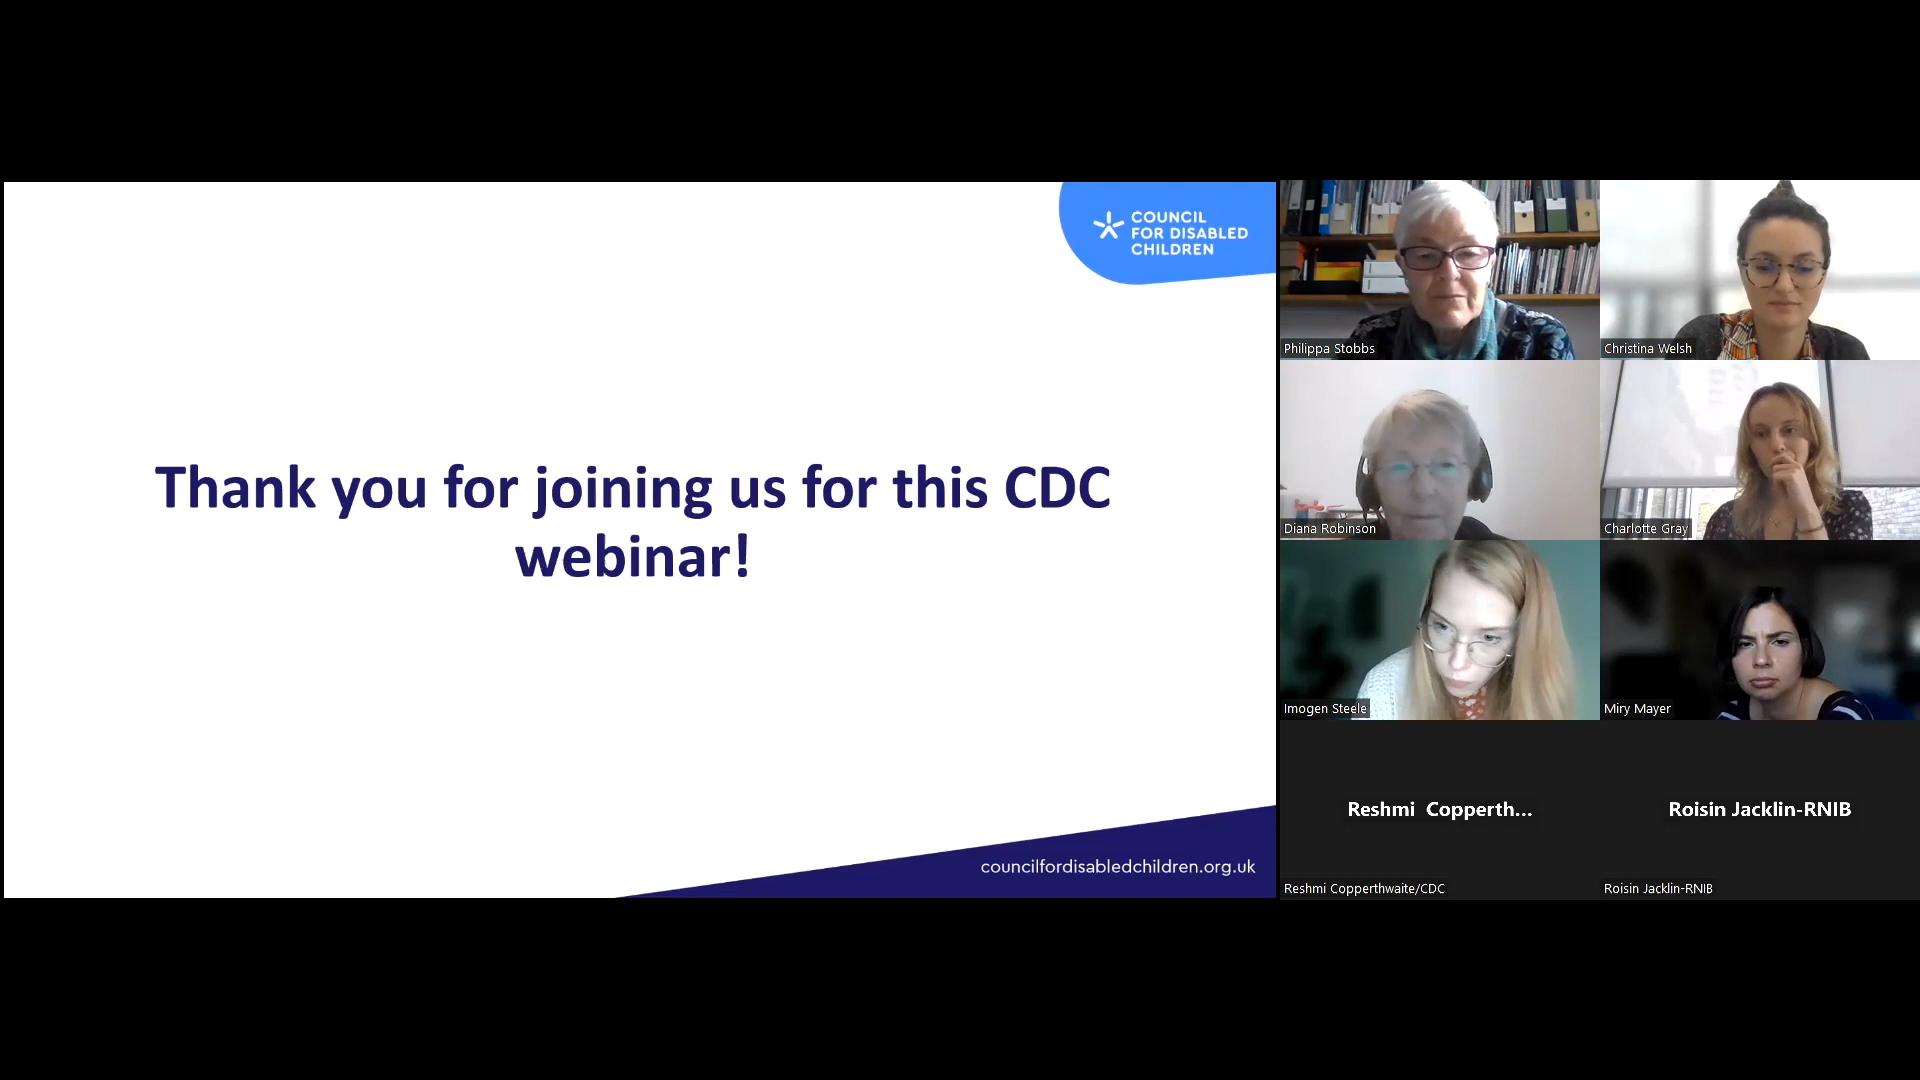 COUNCIL
FOR DISABLED
CHILDREN
Thank you for joining us for this CDC
webinar!
councilfordisabledchildren.org.uk
Philippa Stobbs
Christina Welsh
Diana Robinson
Charlotte Gray
Imogen Steele
Miry Mayer
Reshmi Copperth...
Roisin Jacklin-RNIB
Reshmi Copperthwaite/CDC
Roisin Jacklin-RNIB